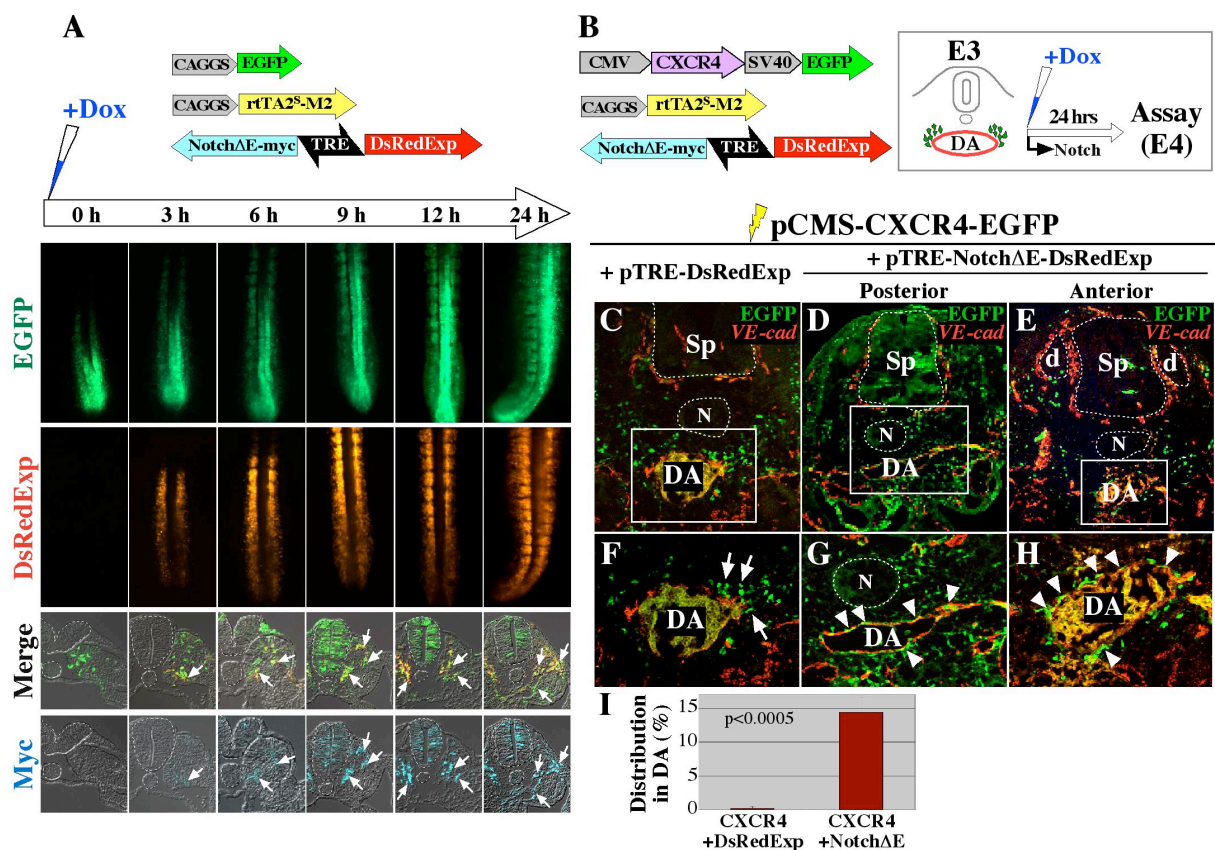 A
CAGGS EGFP
CAGGS rtTA2ˢ-M2
+Dox
NotchΔE-myc TRE DsRedExp
0 h 3 h 6 h 9 h 12 h 24 h
EGFP
DsRedExp
Merge
Myc
B
CMV CXCR4 SV40 EGFP
CAGGS rtTA2ˢ-M2
NotchΔE-myc TRE DsRedExp
E3
DA
+Dox
24 hrs
Notch
Assay
(E4)
pCMS-CXCR4-EGFP
+ pTRE-DsRedExp
+ pTRE-NotchΔE-DsRedExp
Posterior Anterior
C EGFP
VE-cad
Sp
N
DA
D EGFP
VE-cad
Sp
N
DA
E EGFP
VE-cad
d Sp d
N
DA
F
DA
G
N
DA
H
DA
I
Distribution
in DA (%)
15
10
5
0
p<0.0005
CXCR4
+DsRedExp
CXCR4
+NotchΔE